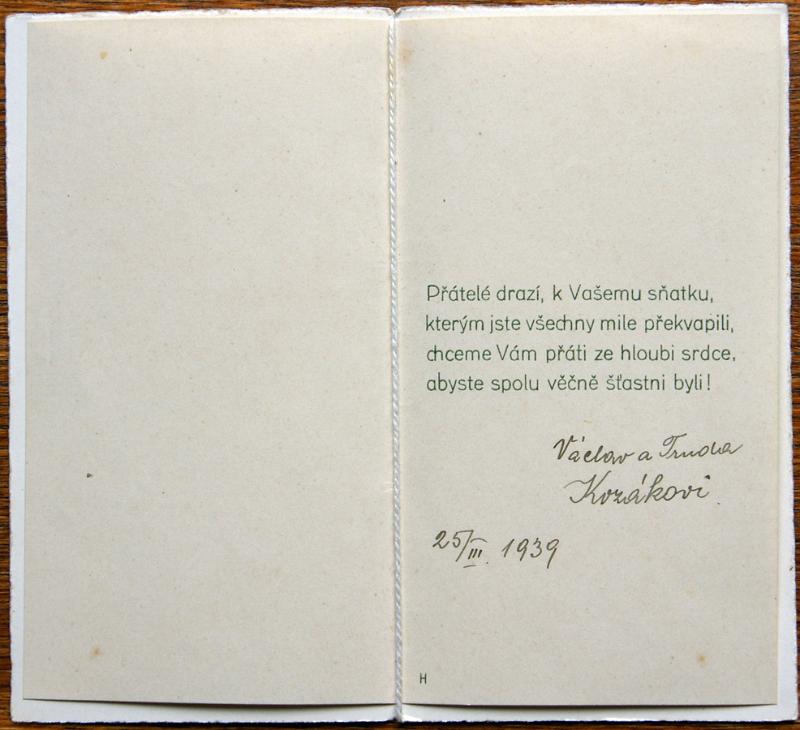 Přátelé drazí, k Vašemu sňatku,
kterým jste všechny mile překvapili,
chceme Vám přáti ze hloubi srdce,
abyste spolu věčně šťastni byli!
Václav a Truda
Kozákovi
25/III. 1939
H